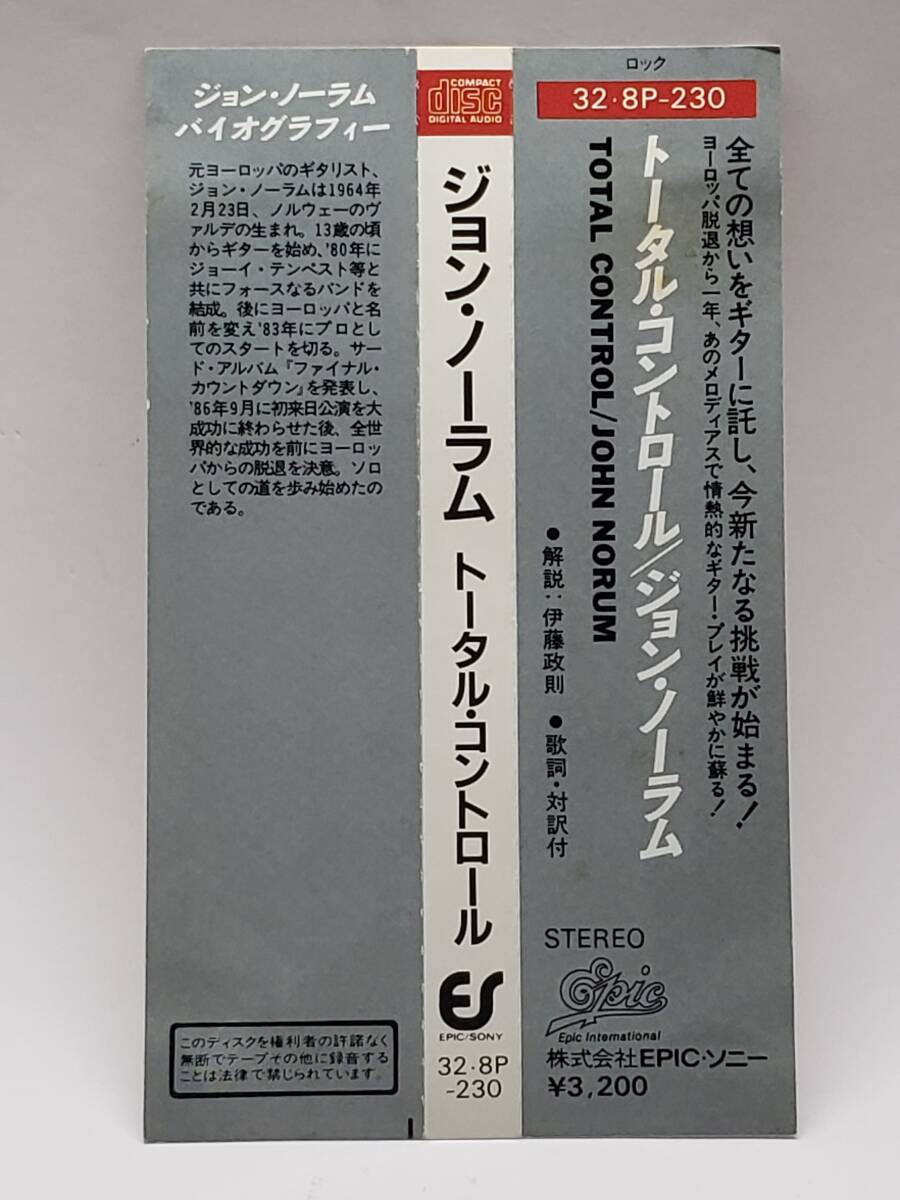 ジョン・ノーラム
バイオグラフィー
元ヨーロッパのギタリスト、
ジョン・ノーラムは1964年
2月23日、ノルウェーのヴ
ァルデの生まれ。13歳の頃
からギターを始め、'80年に
ジョーイ・テンペスト等と
共にフォースなるバンドを
結成。後にヨーロッパと名
前を変え'83年にプロとし
てのスタートを切る。サー
ド・アルバム『ファイナル・
カウントダウン』を発表し、
'86年9月に初来日公演を大
成功に終わらせた後、全世
界的な成功を前にヨーロッ
パからの脱退を決意。ソロ
としての道を歩み始めたの
である。
このディスクを権利者の許諾なく
無断でテープその他に録音する
ことは法律で禁じられています。
COMPACT
disc
DIGITAL AUDIO
ジョン・ノーラム トータル・コントロール
ES
EPIC/SONY
32・8P
-230
ロック
32・8P-230
全ての想いをギターに託し、今新たなる挑戦が始まる!
ヨーロッパ脱退から一年、あのメロディアスで情熱的なギター・プレイが鮮やかに蘇る!
トータル・コントロール/ジョン・ノーラム
TOTAL CONTROL/JOHN NORUM
●解説:伊藤政則 ●歌詞・対訳付
STEREO
Epic
Epic International
株式会社EPIC・ソニー
¥3,200